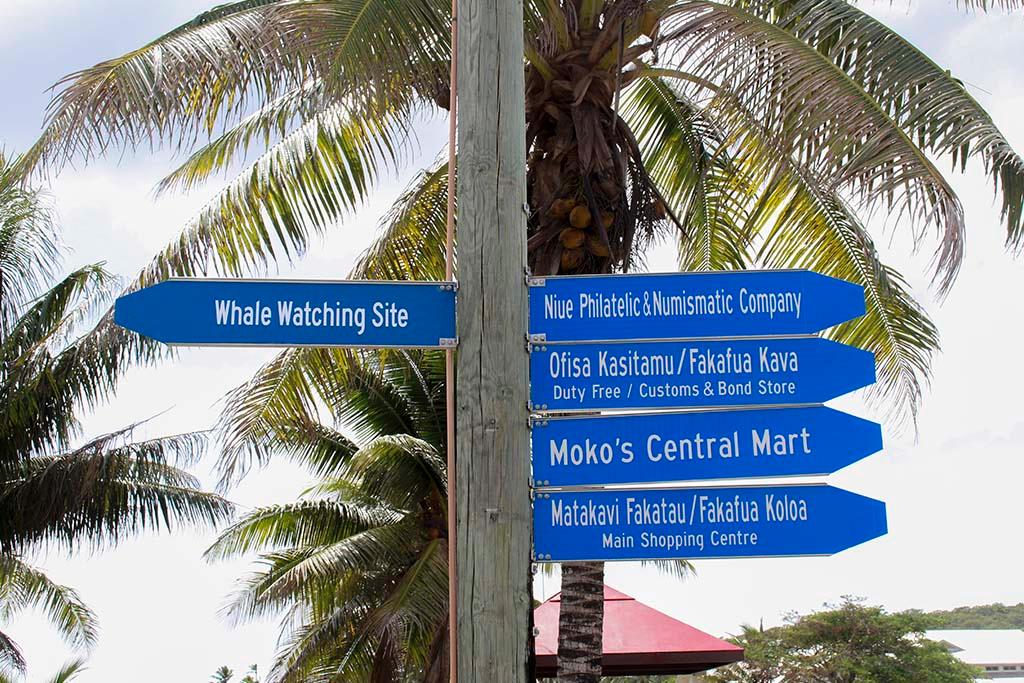 Whale Watching Site
Niue Philatelic & Numismatic Company
Ofisa Kasitamu / Fakafua Kava
Duty Free / Customs & Bond Store
Moko's Central Mart
Matakavi Fakatau / Fakafua Koloa
Main Shopping Centre